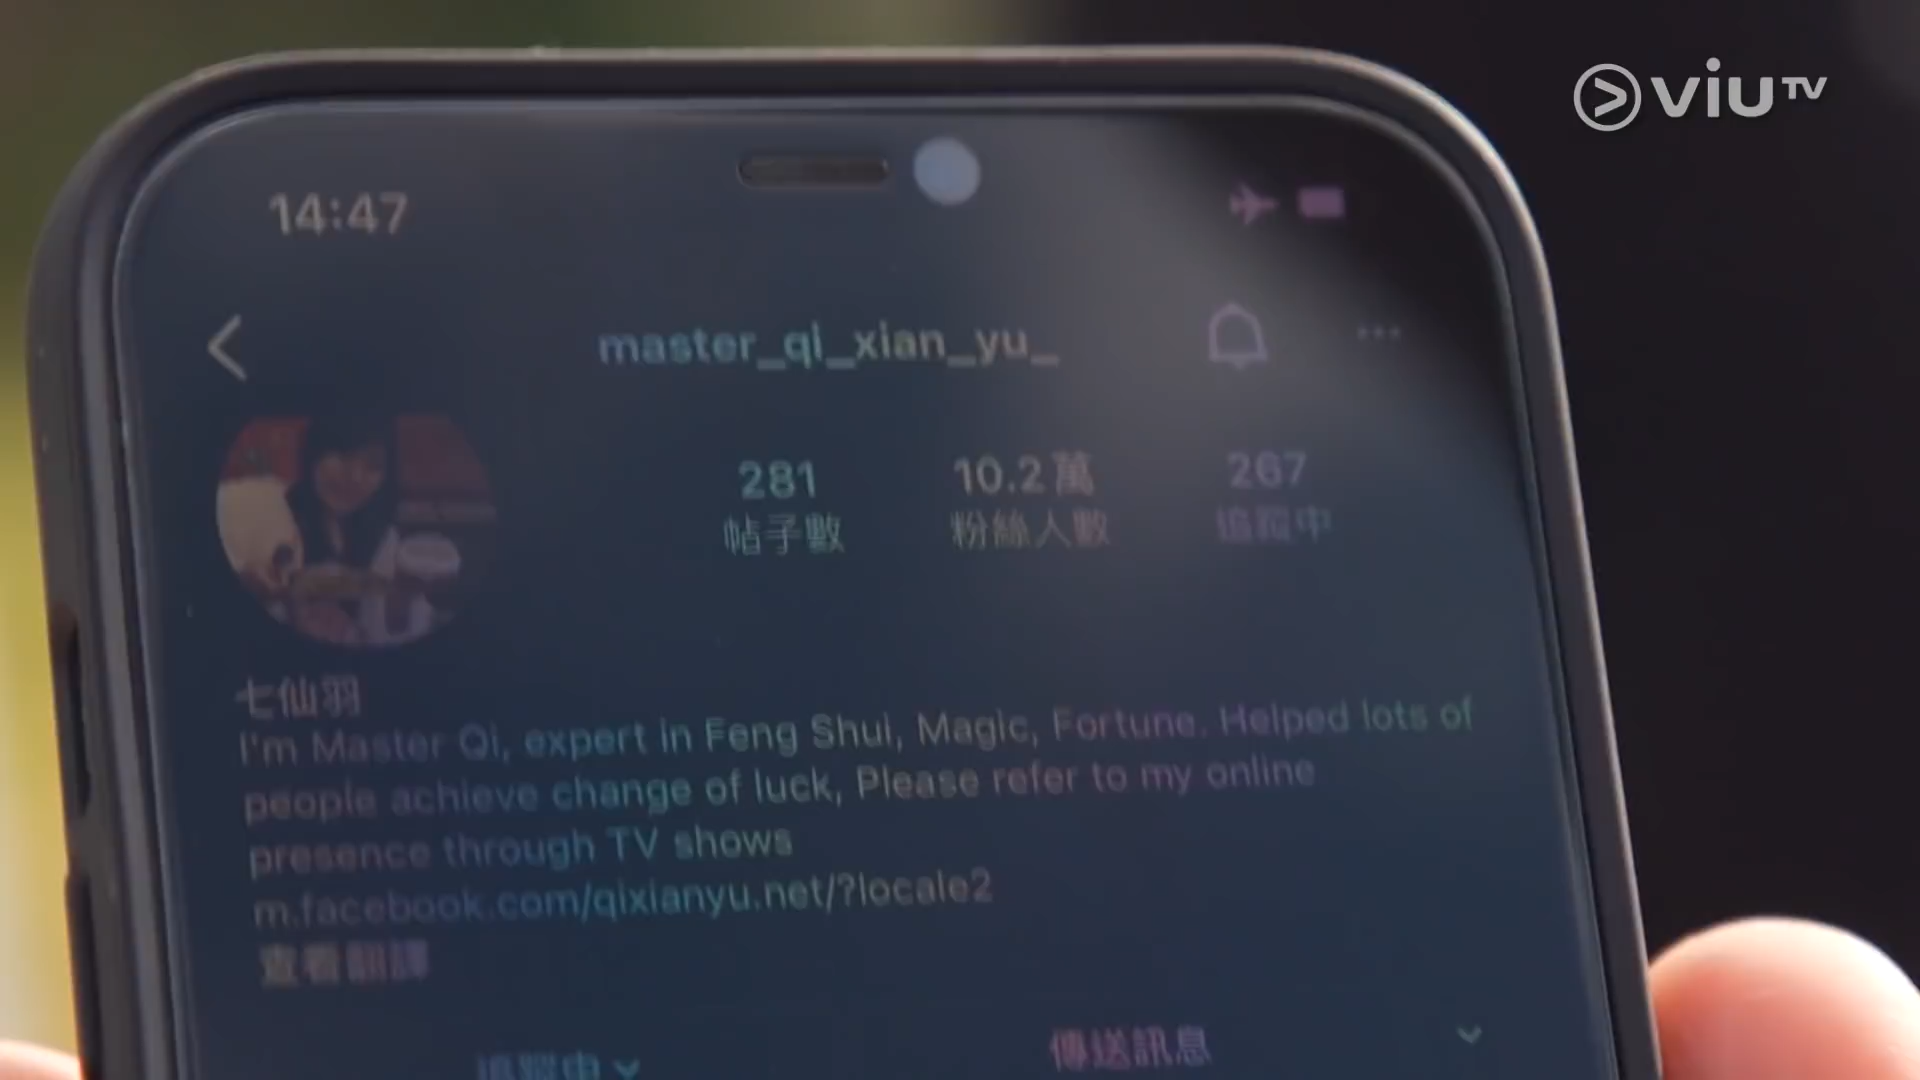 viuTV
14:47
master_qi_xian_yu_
281 10.2萬 267
帖子數 粉絲人數 追蹤中
七仙羽
I'm Master Qi, expert in Feng Shui, Magic, Fortune. Helped lots of
people achieve change of luck, Please refer to my online
presence through TV shows
m.facebook.com/qixianyu.net/?locale2
查看翻譯
追蹤中 傳送訊息